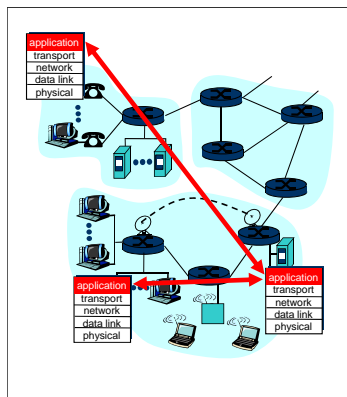 application
transport
network
data link
physical
application
transport
network
data link
physical
application
transport
network
data link
physical